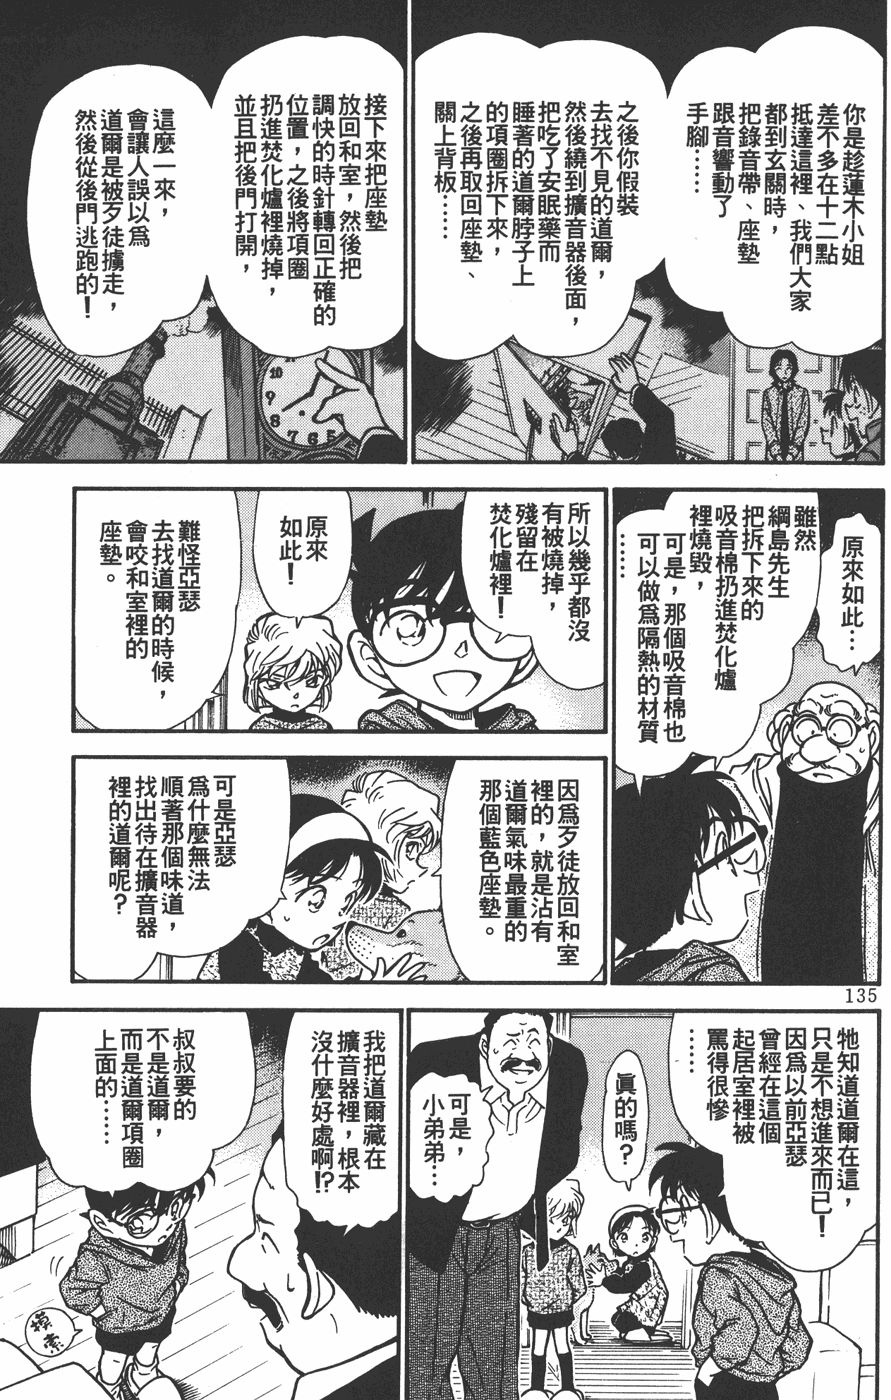 你是趁蓮木小姐
差不多在十二點
抵達這裡、我們大家
都到玄關時,
把錄音帶、座墊
跟音響動了
手腳……
之後你假裝
去找不見的道爾,
然後繞到擴音器後面,
把吃了安眠藥而
睡著的道爾脖子上
的項圈拆下來,
之後再取回座墊、
關上背板…
接下來把座墊
放回和室,然後把
調快的時針轉回正確的
位置,之後將項圈
扔進焚化爐裡燒掉,
並且把後門打開,
這麼一來,
會讓人誤以為
道爾是被歹徒擄走,
然後從後門逃跑的!
10
9
8
7
6
5
原來如此…
雖然
綱島先生
把拆下來的
吸音棉扔進焚化爐
裡燒毀,
可是,那個吸音棉也
可以做為隔熱的材質
……
所以幾乎都沒
有被燒掉,
殘留在
焚化爐裡!
原來
如此!
難怪亞瑟
去找道爾的時候,
會咬和室裡的
座墊。
因為歹徒放回和室
裡的,就是沾有
道爾氣味最重的
那個藍色座墊。
可是亞瑟
為什麼無法
順著那個味道,
找出待在擴音器
裡的道爾呢?
135
牠知道道爾在這,
只是不想進來而已!
因為以前亞瑟
曾經在這個
起居室裡被
罵得很慘
……
真的嗎?
可是,
小弟弟…
我把道爾藏在
擴音器裡,根本
沒什麼好處啊!?
叔叔要的
不是道爾,
而是道爾項圈
上面的……
摸索